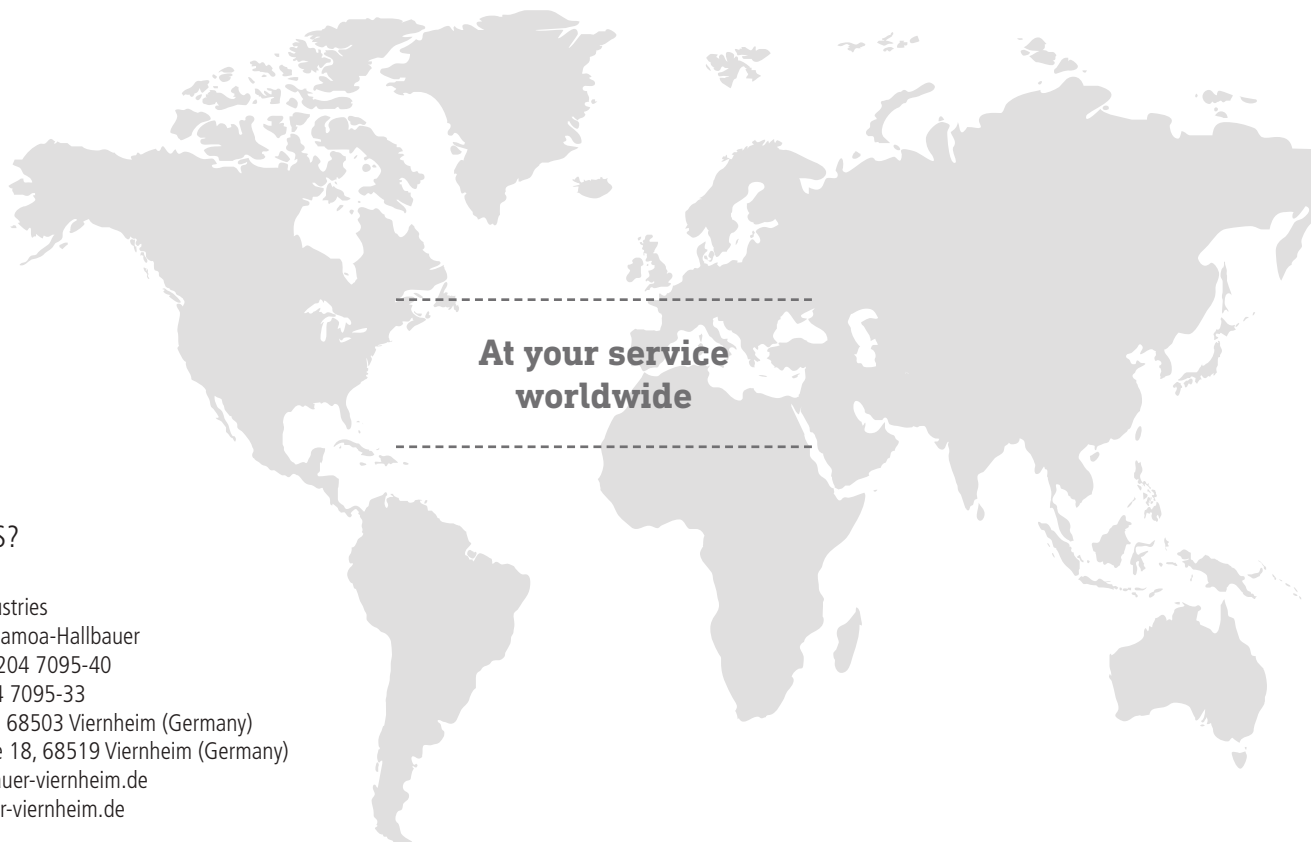 At your service
worldwide
S?
ustries
amoa-Hallbauer
204 7095-40
4 7095-33
, 68503 Viernheim (Germany)
e 18, 68519 Viernheim (Germany)
auer-viernheim.de
r-viernheim.de